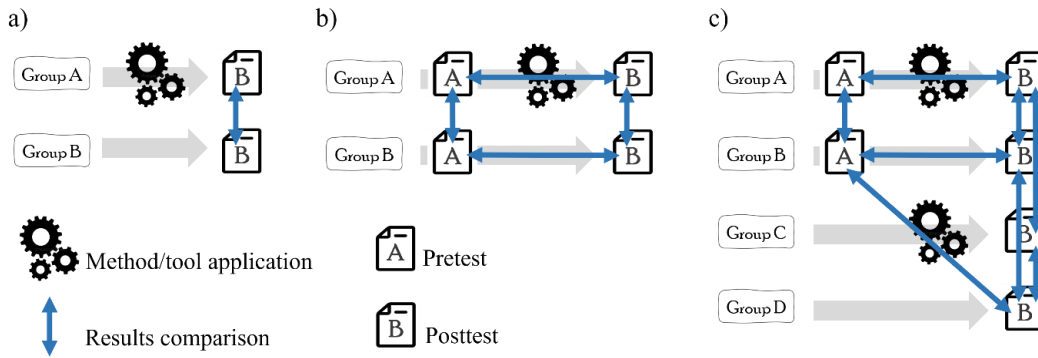 a)
b)
c)
Group A
B
Group A
A
B
Group A
A
B
Group B
B
Group B
A
B
Group B
A
B
Group C
B
Group D
B
Method/tool application
A
Pretest
Results comparison
B
Posttest